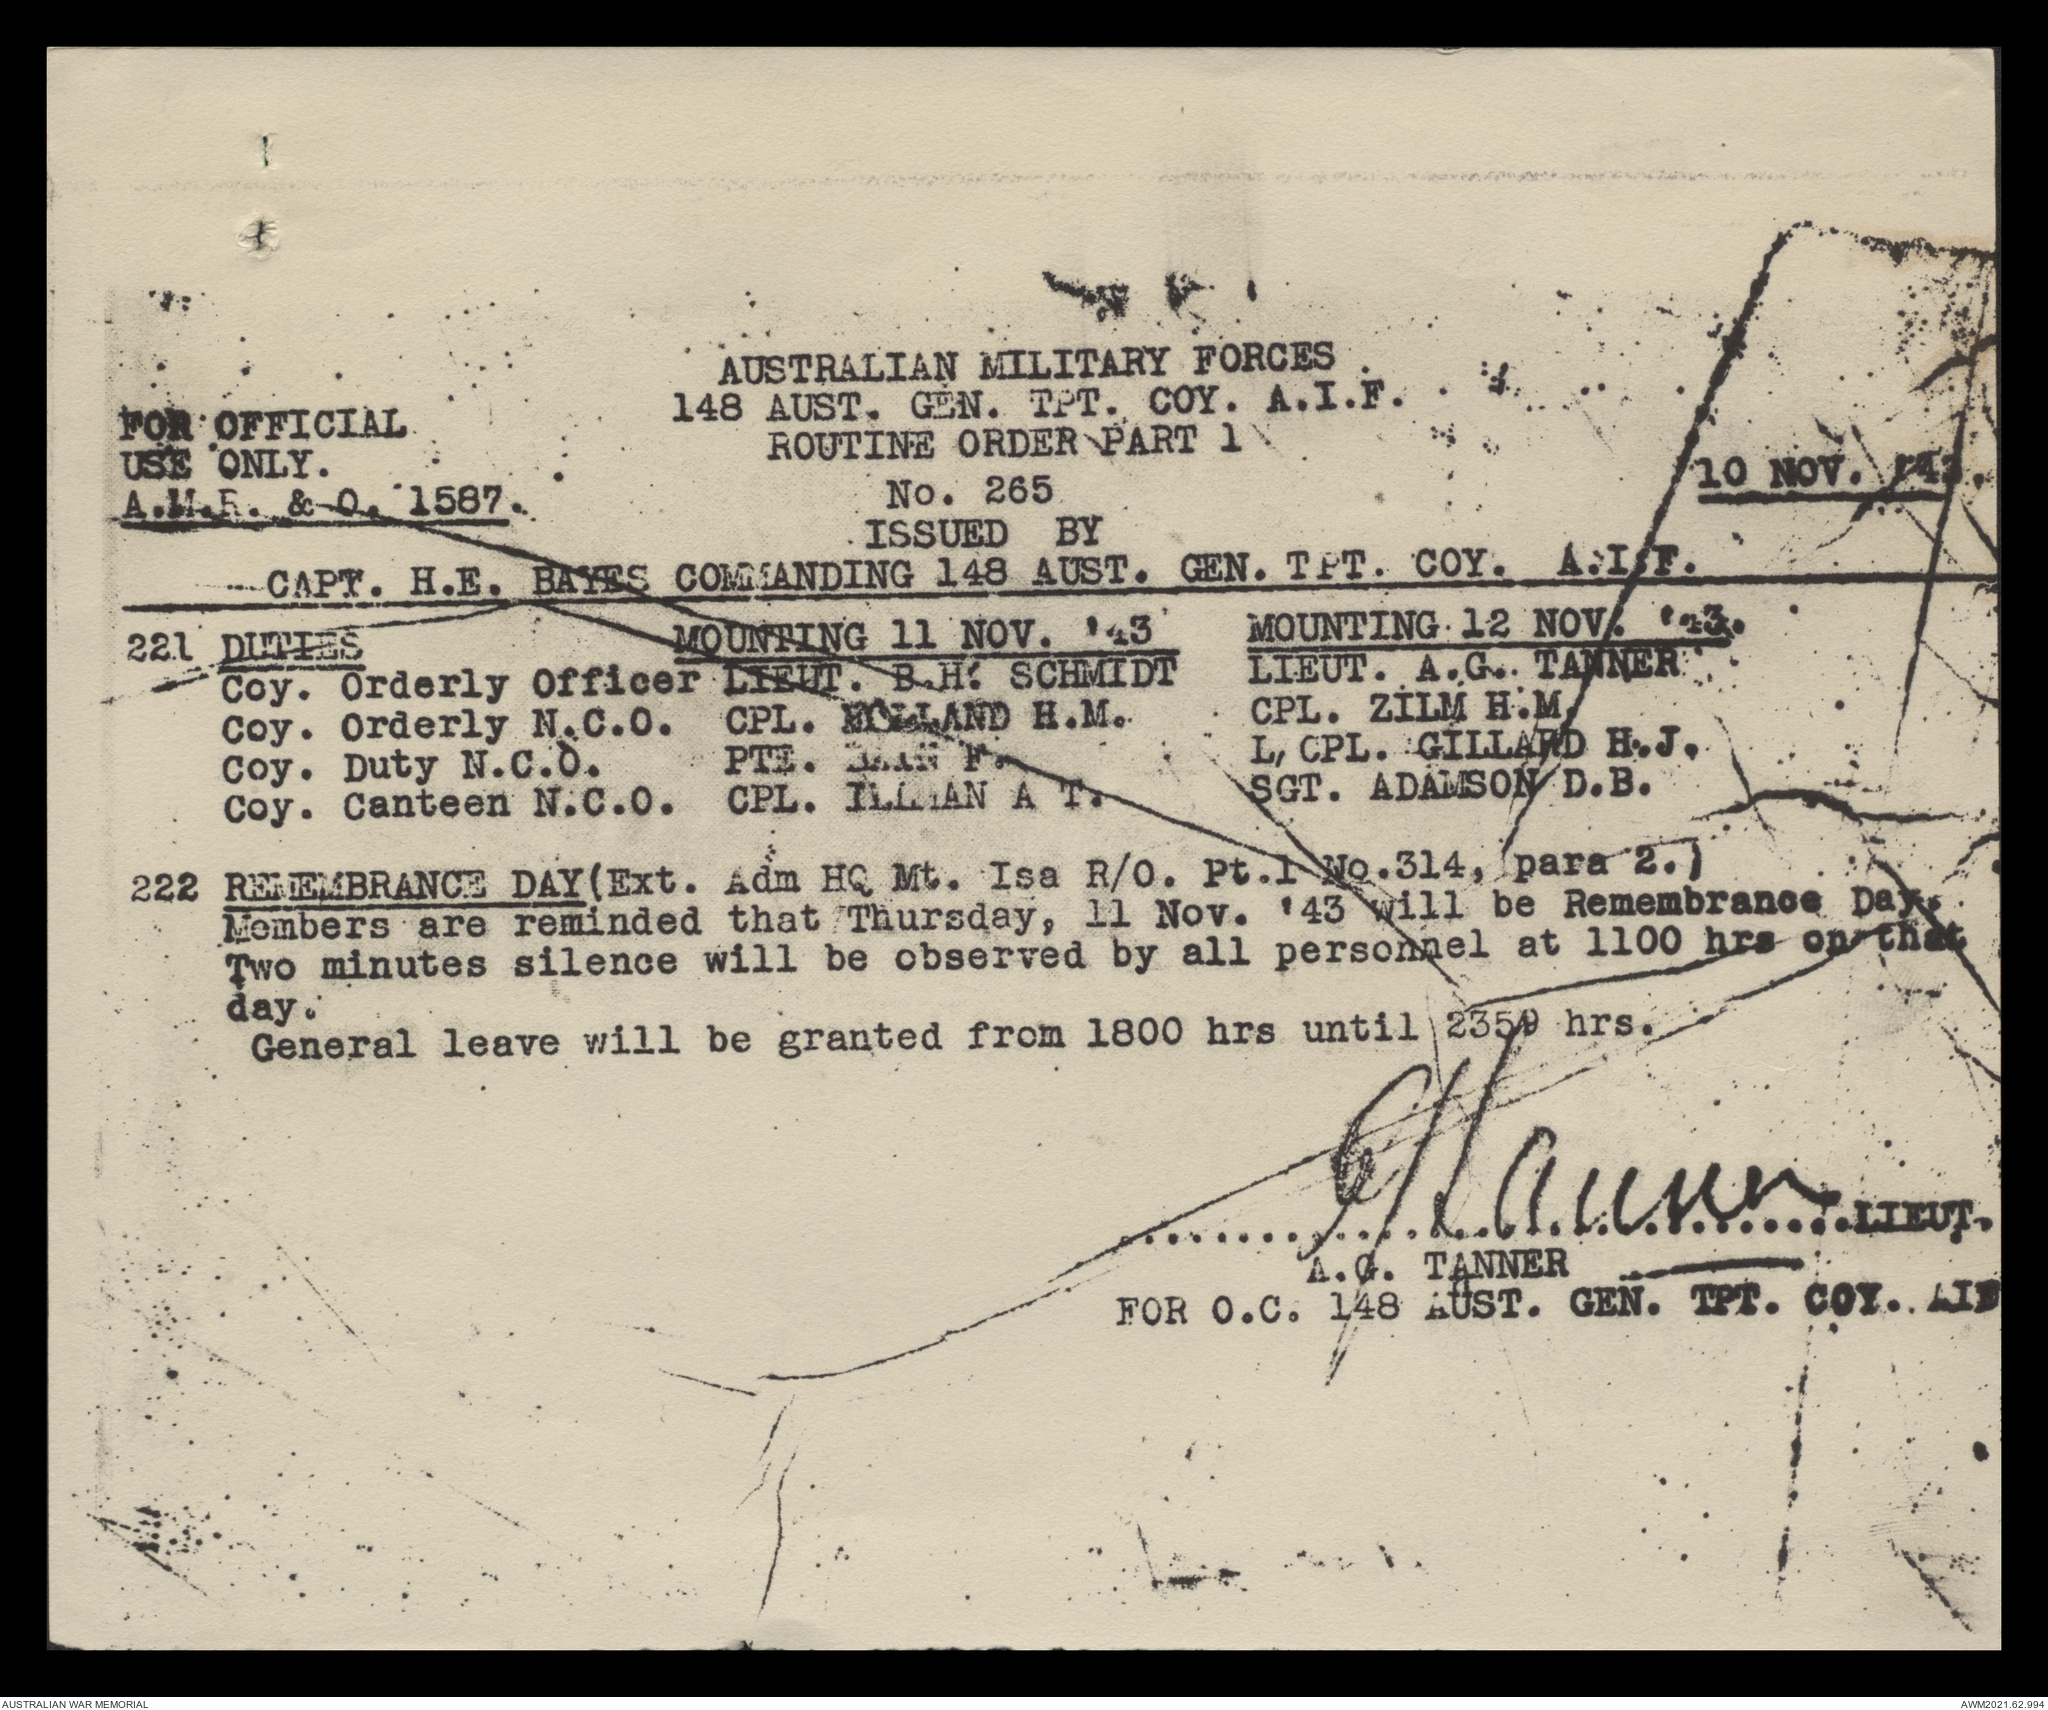 AUSTRALIAN MILITARY FORCES
148 AUST. GEN. TPT. COY. A.I.F.
ROUTINE ORDER PART 1
FOR OFFICIAL
USE ONLY.
A.M.R. & O. 1587.
No. 265
10 NOV. '43.
ISSUED BY
CAPT. H.E. BAYES COMMANDING 148 AUST. GEN. TPT. COY. A.I.F.
221 DUTIES MOUNTING 11 NOV. '43 MOUNTING 12 NOV. '43.
Coy. Orderly Officer LIEUT. B.H. SCHMIDT LIEUT. A.G. TANNER
Coy. Orderly N.C.O. CPL. HOLLAND H.M. CPL. ZILM H.M.
Coy. Duty N.C.O. PTE. F. L/CPL. GILLARD H.J.
Coy. Canteen N.C.O. CPL. ILLMAN A T. SGT. ADAMSON D.B.
222 REMEMBRANCE DAY(Ext. Adm HQ Mt. Isa R/O. Pt.1 No.314, para 2.)
Members are reminded that Thursday, 11 Nov. '43 will be Remembrance Day.
Two minutes silence will be observed by all personnel at 1100 hrs on that
day.
General leave will be granted from 1800 hrs until 2359 hrs.
AGTanner
LIEUT.
A.G. TANNER
FOR O.C. 148 AUST. GEN. TPT. COY. AIF
AUSTRALIAN WAR MEMORIAL
AWM2021.62.994